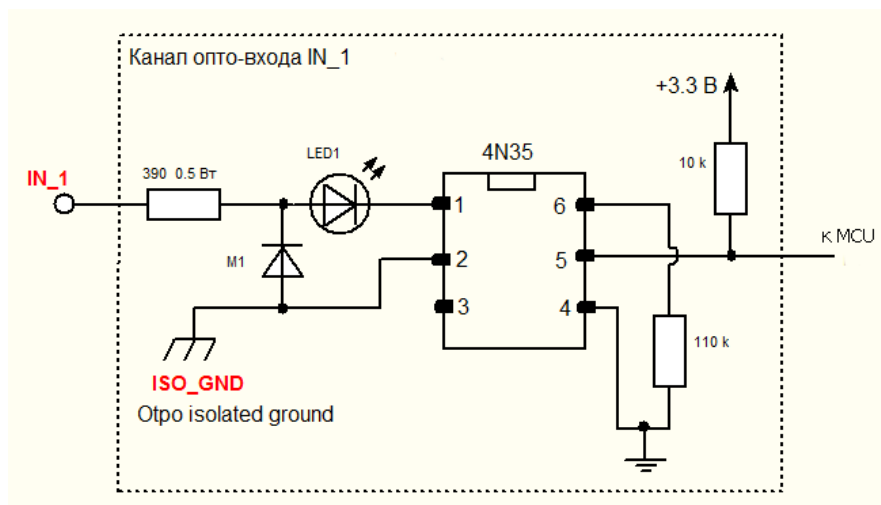 Канал опто-входа IN_1
+3.3 В
LED1
4N35
10 k
390 0.5 Вт
IN_1
1
6
к MCU
M1
2
5
3
4
110 k
ISO_GND
Otpo isolated ground